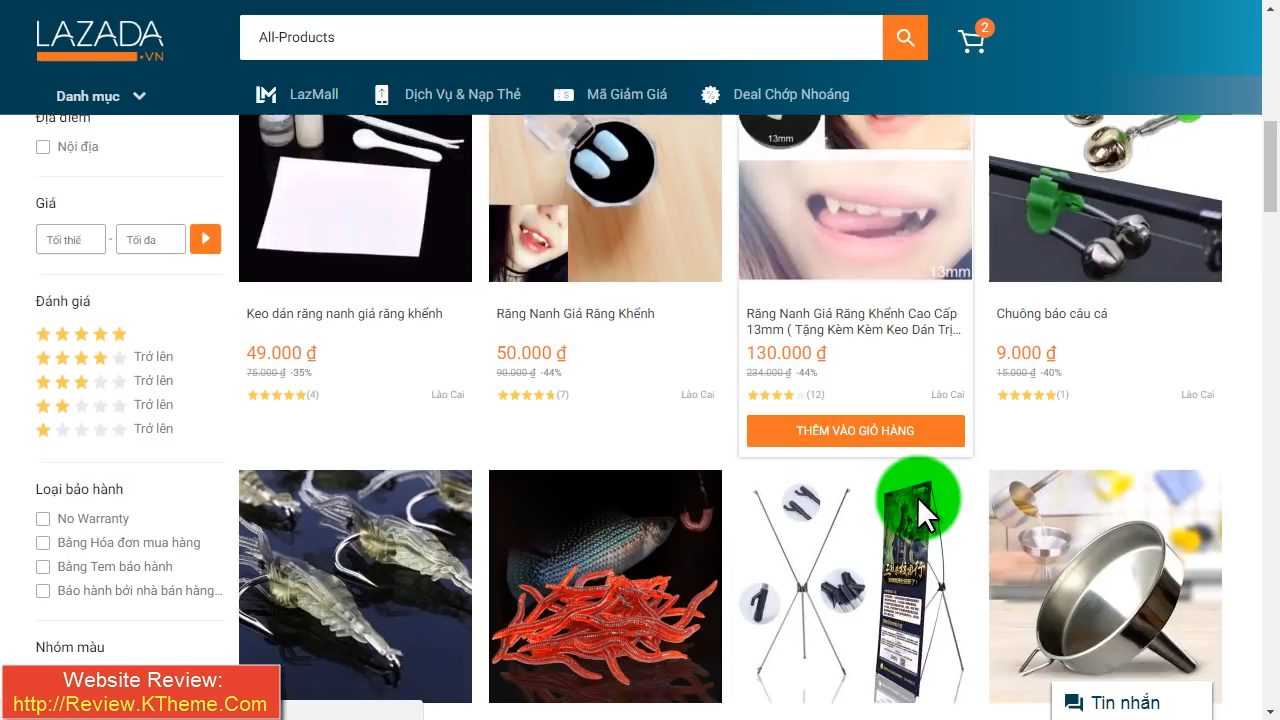 LAZADA
.VN
All-Products
2
Danh mục
LazMall
Dịch Vụ & Nạp Thẻ
Mã Giảm Giá
Deal Chớp Nhoáng
Địa điểm
Nội địa
Giá
Tối thiể
-
Tối đa
Đánh giá
Trở lên
Trở lên
Trở lên
Trở lên
Loại bảo hành
No Warranty
Bằng Hóa đơn mua hàng
Bằng Tem bảo hành
Bảo hành bởi nhà bán hàng...
Nhóm màu
13mm
13mm
Keo dán răng nanh giả răng khểnh
49.000 ₫
75.000 ₫ -35%
(4)
Lào Cai
Răng Nanh Giả Răng Khểnh
50.000 ₫
90.000 ₫ -44%
(7)
Lào Cai
Răng Nanh Giả Răng Khểnh Cao Cấp
13mm ( Tặng Kèm Kèm Keo Dán Trị...
130.000 ₫
234.000 ₫ -44%
(12)
Lào Cai
THÊM VÀO GIỎ HÀNG
Chuông báo câu cá
9.000 ₫
15.000 ₫ -40%
(1)
Lào Cai
Website Review:
http://Review.KTheme.Com
Tin nhắn